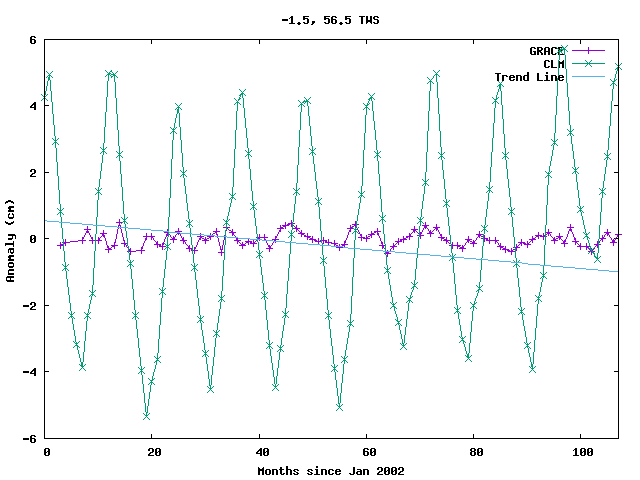 -1.5, 56.5 TWS
GRACE
CLM
Trend Line
6
4
2
0
-2
-4
-6
Anomaly (cm)
0 20 40 60 80 100
Months since Jan 2002